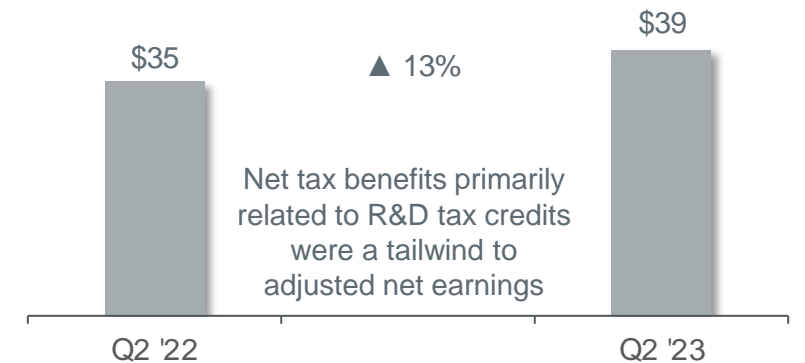 $39
$35
▲ 13%
Net tax benefits primarily
related to R&D tax credits
were a tailwind to
adjusted net earnings
Q2 '22
Q2 '23